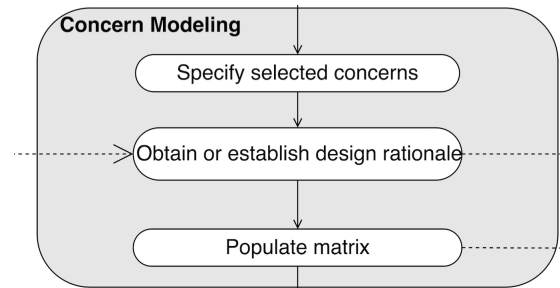 Concern Modeling
Specify selected concerns
Obtain or establish design rationale
Populate matrix